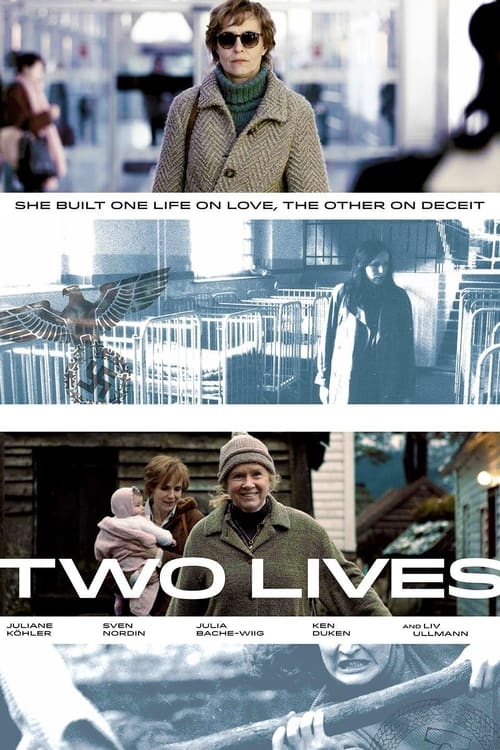 SHE BUILT ONE LIFE ON LOVE, THE OTHER ON DECEIT
TWO LIVES
JULIANE KÖHLER
SVEN NORDIN
JULIA BACHE-WIIG
KEN DUKEN
AND LIV ULLMANN